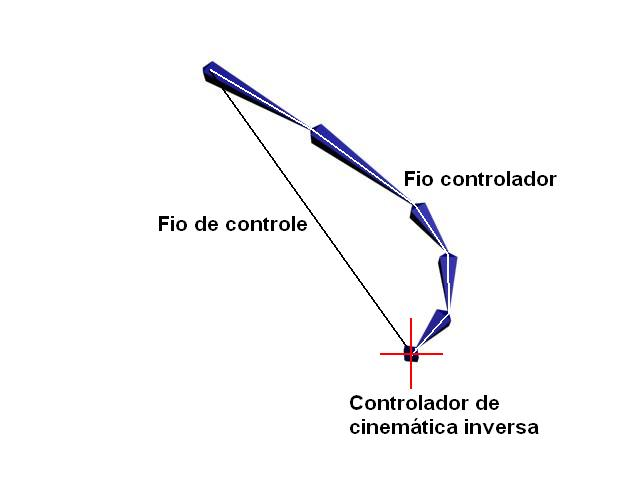 Fio controlador
Fio de controle
Controlador de
cinemática inversa